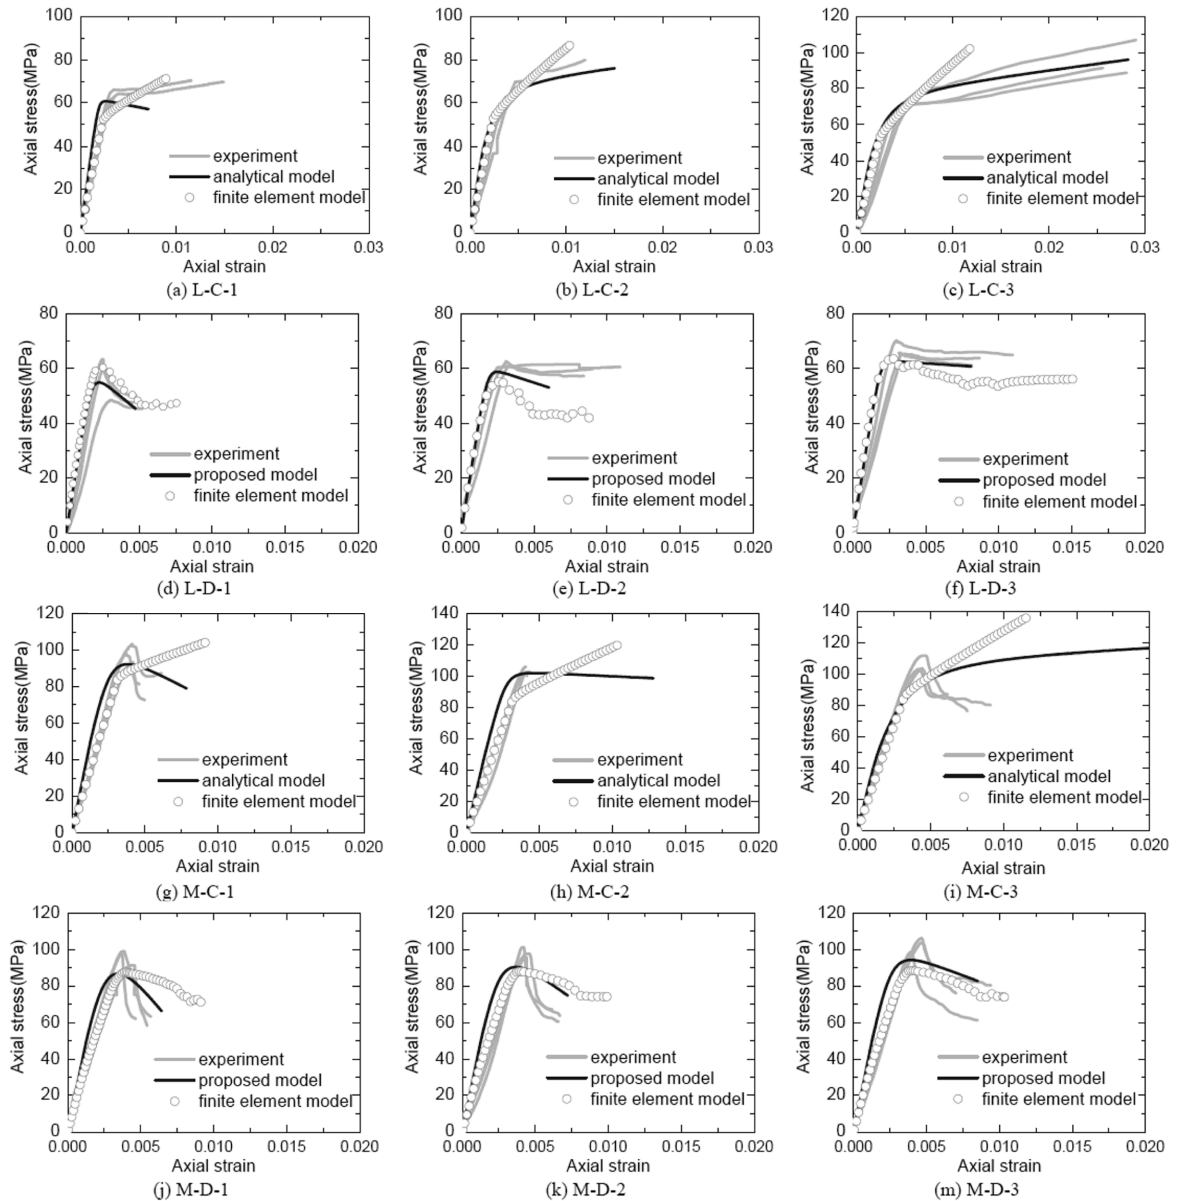 100
80
60
40
20
0
0.00 0.01 0.02 0.03
Axial stress(MPa)
experiment
analytical model
finite element model
Axial strain
(a) L-C-1
100
80
60
40
20
0
0.00 0.01 0.02 0.03
Axial stress(MPa)
experiment
analytical model
finite element model
Axial strain
(b) L-C-2
120
100
80
60
40
20
0
0.00 0.01 0.02 0.03
Axial stress(MPa)
experiment
analytical model
finite element model
Axial strain
(c) L-C-3
80
60
40
20
0
0.000 0.005 0.010 0.015 0.020
Axial stress(MPa)
experiment
proposed model
finite element model
Axial strain
(d) L-D-1
80
60
40
20
0
0.000 0.005 0.010 0.015 0.020
Axial stress(MPa)
experiment
proposed model
finite element model
Axial strain
(e) L-D-2
80
60
40
20
0
0.000 0.005 0.010 0.015 0.020
Axial stress(MPa)
experiment
proposed model
finite element model
Axial strain
(f) L-D-3
120
100
80
60
40
20
0
0.000 0.005 0.010 0.015 0.020
Axial stress(MPa)
experiment
analytical model
finite element model
Axial strain
(g) M-C-1
140
120
100
80
60
40
20
0
0.000 0.005 0.010 0.015 0.020
Axial stress(MPa)
experiment
analytical model
finite element model
Axial strain
(h) M-C-2
140
120
100
80
60
40
20
0
0.000 0.005 0.010 0.015 0.020
Axial stress(MPa)
experiment
analytical model
finite element model
Axial strain
(i) M-C-3
120
100
80
60
40
20
0
0.000 0.005 0.010 0.015 0.020
Axial stress(MPa)
experiment
proposed model
finite element model
Axial strain
(j) M-D-1
120
100
80
60
40
20
0
0.000 0.005 0.010 0.015 0.020
Axial stress(MPa)
experiment
proposed model
finite element model
Axial strain
(k) M-D-2
120
100
80
60
40
20
0
0.000 0.005 0.010 0.015 0.020
Axial stress(MPa)
experiment
proposed model
finite element model
Axial strain
(m) M-D-3